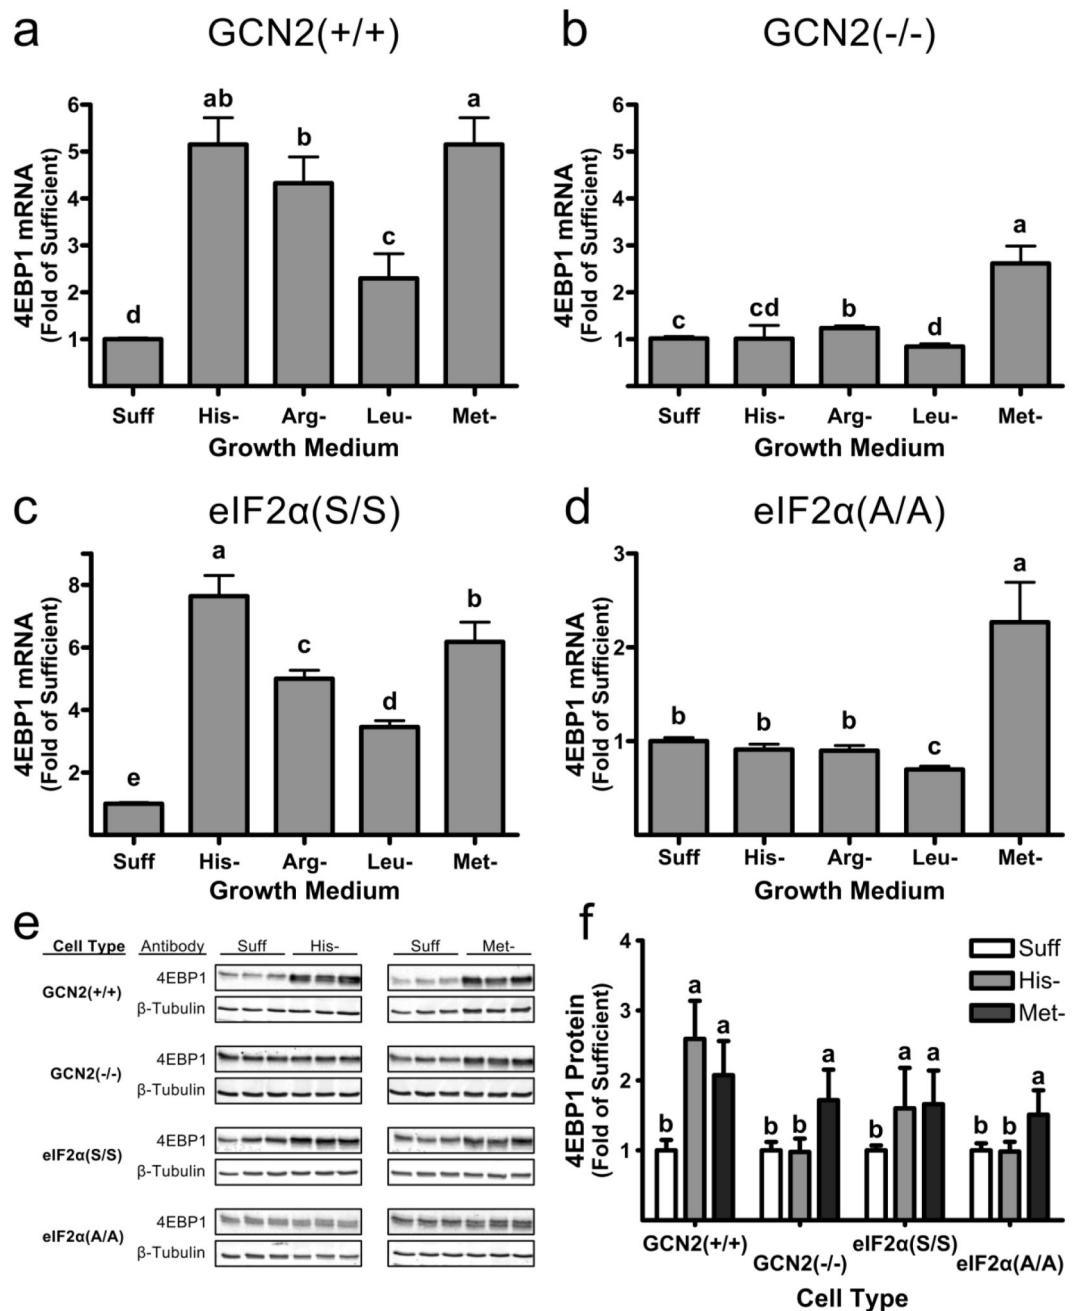 a
GCN2(+/+)
4EBP1 mRNA
(Fold of Sufficient)
6
5
4
3
2
1
d
ab
b
c
a
Suff His- Arg- Leu- Met-
Growth Medium
b
GCN2(-/-)
4EBP1 mRNA
(Fold of Sufficient)
6
5
4
3
2
1
c
cd
b
d
a
Suff His- Arg- Leu- Met-
Growth Medium
c
eIF2α(S/S)
4EBP1 mRNA
(Fold of Sufficient)
8
6
4
2
e
a
c
d
b
Suff His- Arg- Leu- Met-
Growth Medium
d
eIF2α(A/A)
4EBP1 mRNA
(Fold of Sufficient)
3
2
1
b
b
b
c
a
Suff His- Arg- Leu- Met-
Growth Medium
e
Cell Type Antibody Suff His- Suff Met-
GCN2(+/+)
4EBP1
β-Tubulin
GCN2(-/-)
4EBP1
β-Tubulin
eIF2α(S/S)
4EBP1
β-Tubulin
eIF2α(A/A)
4EBP1
β-Tubulin
f
4EBP1 Protein
(Fold of Sufficient)
4
3
2
1
Suff
His-
Met-
b a a
b b a
b a a
b b a
GCN2(+/+)
GCN2(-/-)
eIF2α(S/S)
eIF2α(A/A)
Cell Type